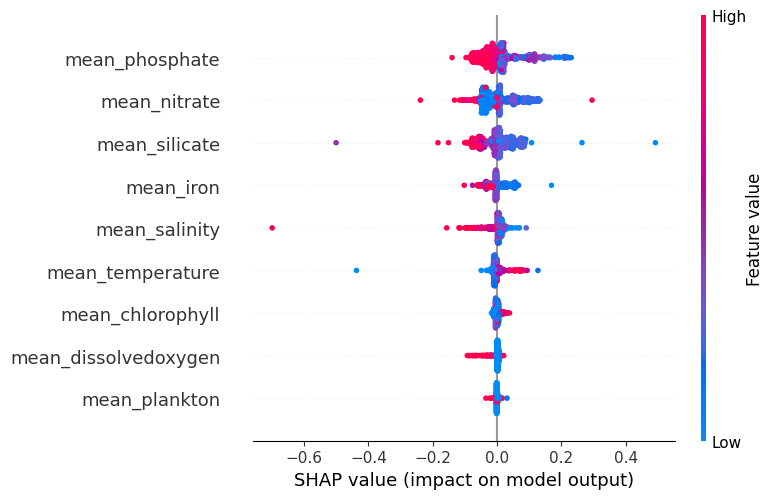 High
mean_phosphate
mean_nitrate
mean_silicate
mean_iron
mean_salinity
mean_temperature
mean_chlorophyll
mean_dissolvedoxygen
mean_plankton
Feature value
Low
−0.6 −0.4 −0.2 0.0 0.2 0.4
SHAP value (impact on model output)